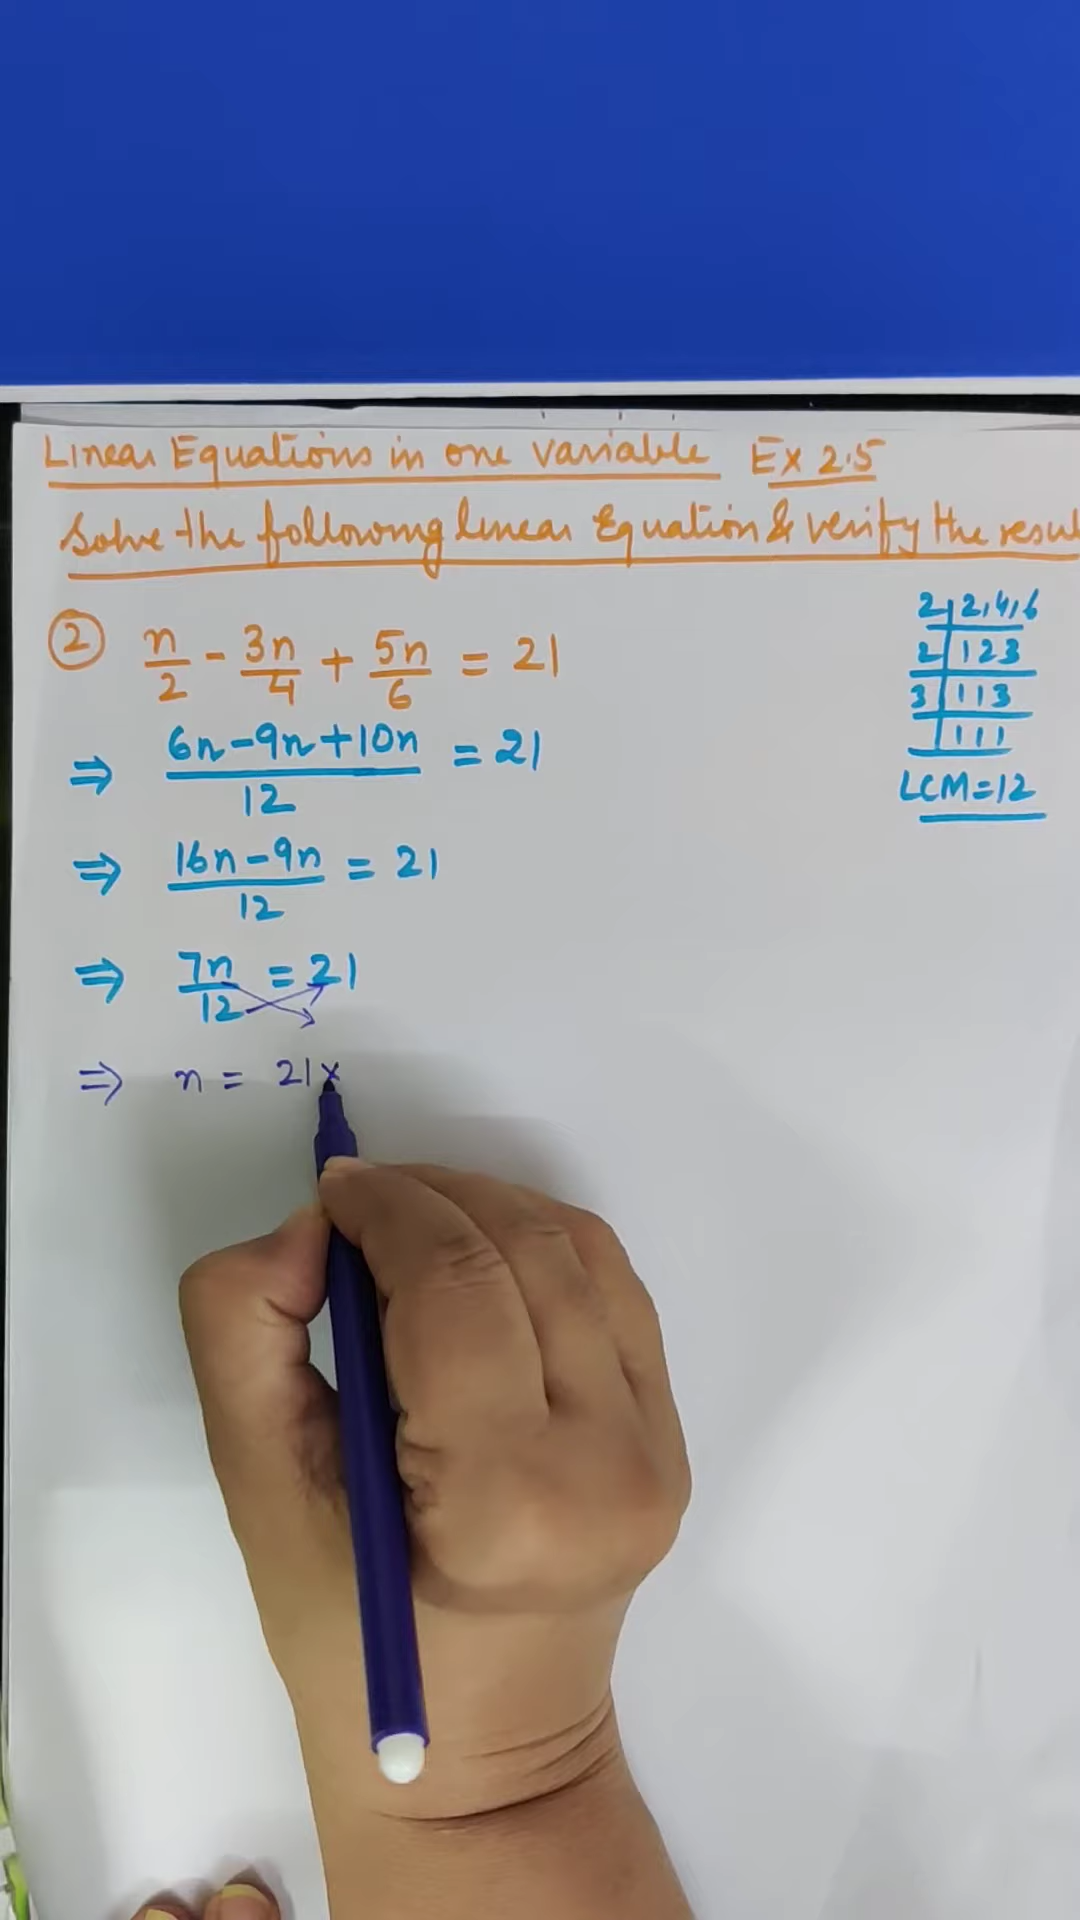 Linear Equations in one variable Ex 2.5
Solve the following linear Equation & verify the resul
2 n/2 - 3n/4 + 5n/6 = 21
⇒ (6n-9n+10n)/12 = 21
⇒ (16n-9n)/12 = 21
⇒ 7n/12 = 21
⇒ n = 21×
2 | 2,4,6
2 | 1 2 3
3 | 1 1 3
| 1 1 1
LCM=12